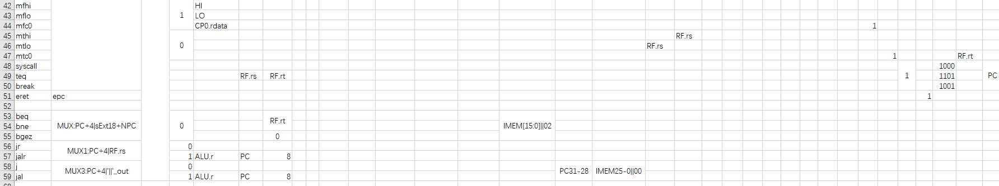 42 mfhi HI
43 mflo 1 LO
44 mfc0 CP0.rdata 1
45 mthi RF.rs
46 mtlo 0 RF.rs
47 mtc0 1 RF.rt
48 syscall 1000
49 teq RF.rs RF.rt 1 1101 PC
50 break 1001
51 eret epc 1
52
53 beq RF.rt
54 bne MUX:PC+4|sExt18+NPC 0 IMEM[15:0]||02
55 bgez 0
56 jr MUX1:PC+4|RF.rs 0
57 jalr 1 ALU.r PC 8
58 j MUX3:PC+4|'||'_out 0 PC31-28 IMEM25-0||00
59 jal 1 ALU.r PC 8